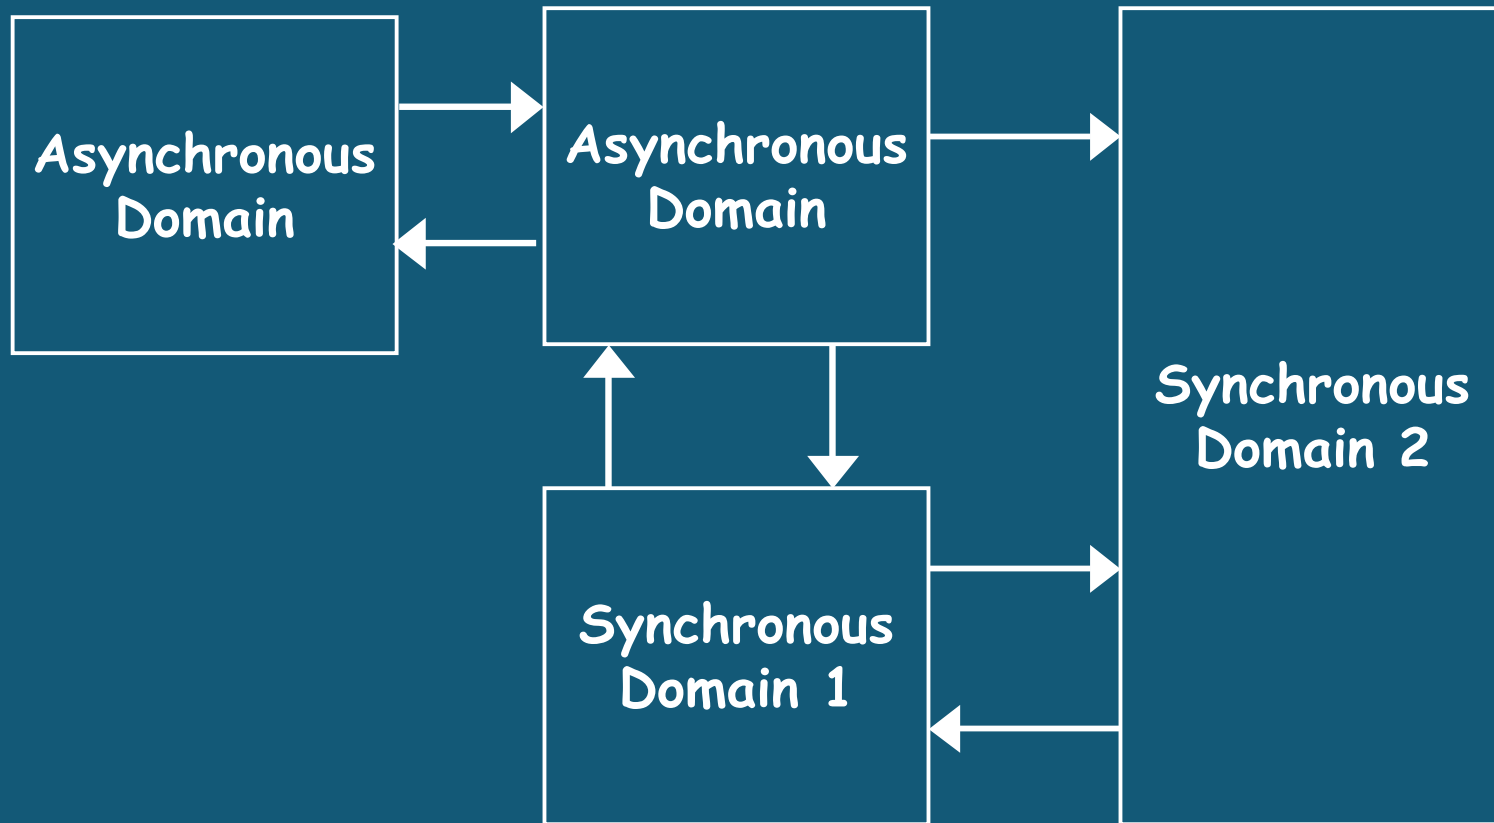 Asynchronous
Domain
Asynchronous
Domain
Synchronous
Domain 2
Synchronous
Domain 1